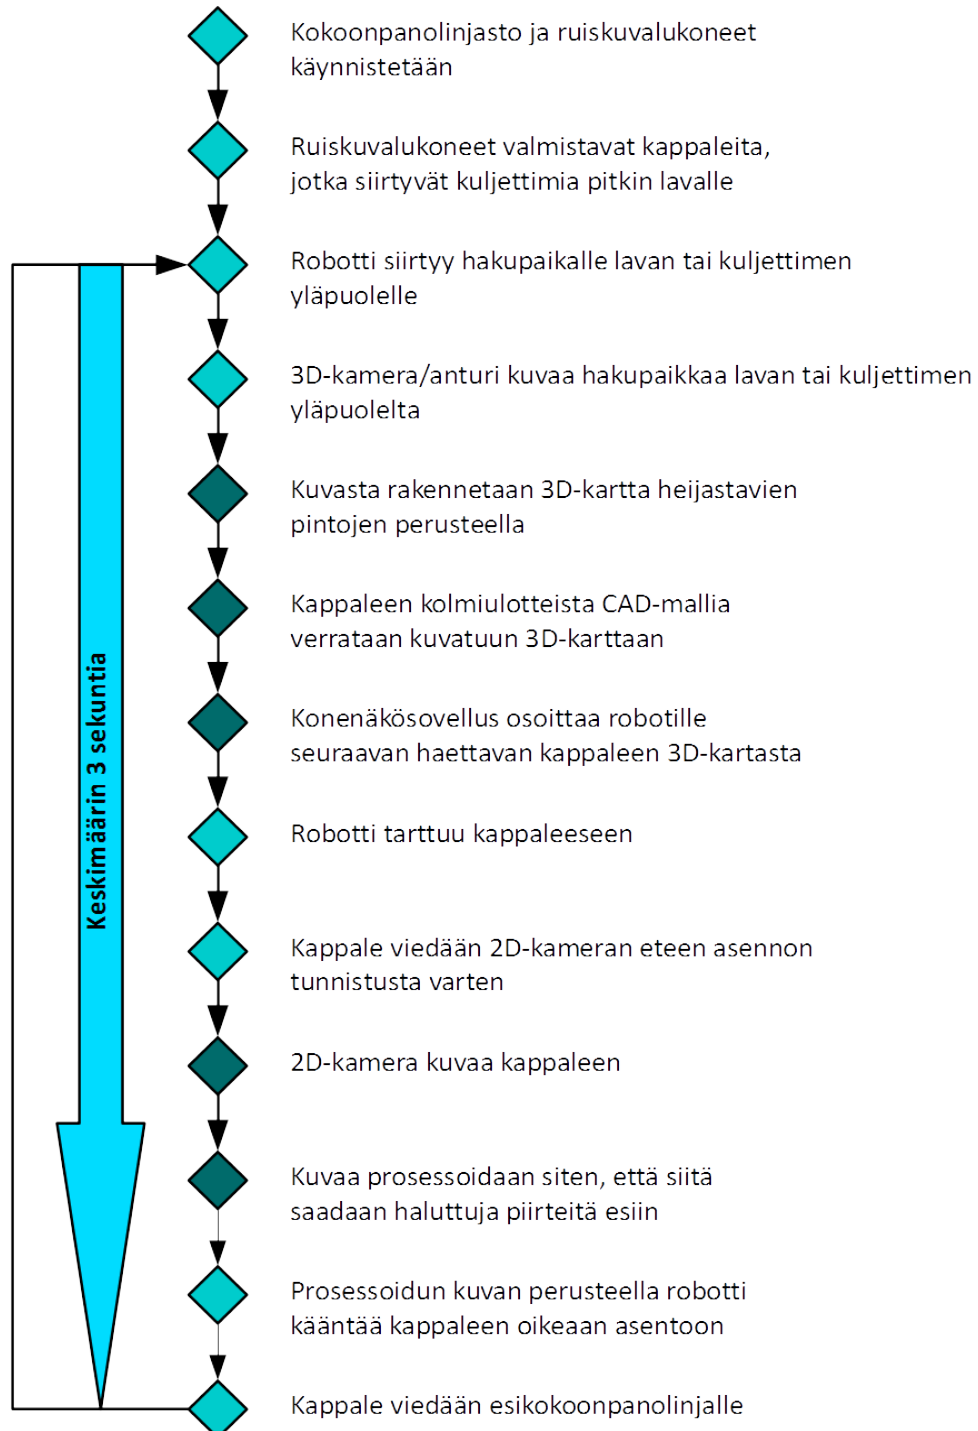 Kokoonpanolinjasto ja ruiskuvalukoneet
käynnistetään
Ruiskuvalukoneet valmistavat kappaleita,
jotka siirtyvät kuljettimia pitkin lavalle
Robotti siirtyy hakupaikalle lavan tai kuljettimen
yläpuolelle
3D-kamera/anturi kuvaa hakupaikkaa lavan tai kuljettimen
yläpuolelta
Kuvasta rakennetaan 3D-kartta heijastavien
pintojen perusteella
Kappaleen kolmiulotteista CAD-mallia
verrataan kuvatuun 3D-karttaan
Konenäkösovellus osoittaa robotille
seuraavan haettavan kappaleen 3D-kartasta
Robotti tarttuu kappaleeseen
Kappale viedään 2D-kameran eteen asennon
tunnistusta varten
2D-kamera kuvaa kappaleen
Kuvaa prosessoidaan siten, että siitä
saadaan haluttuja piirteitä esiin
Prosessoidun kuvan perusteella robotti
kääntää kappaleen oikeaan asentoon
Kappale viedään esikokoonpanolinjalle
Keskimäärin 3 sekuntia